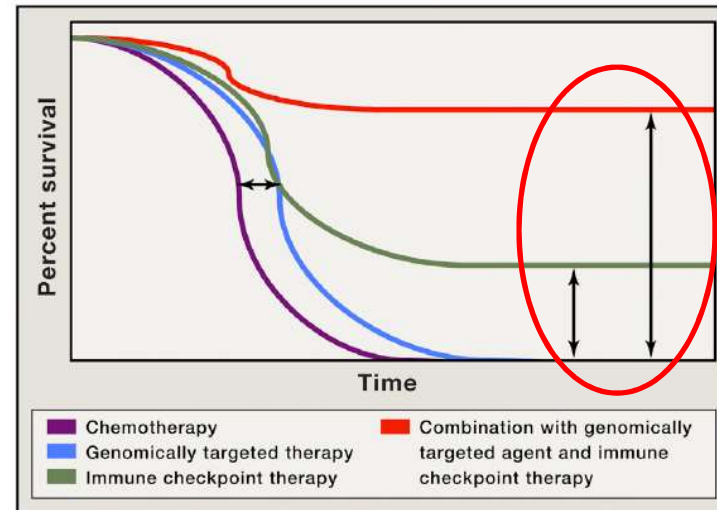 Percent survival
Time
Chemotherapy
Genomically targeted therapy
Immune checkpoint therapy
Combination with genomically
targeted agent and immune
checkpoint therapy